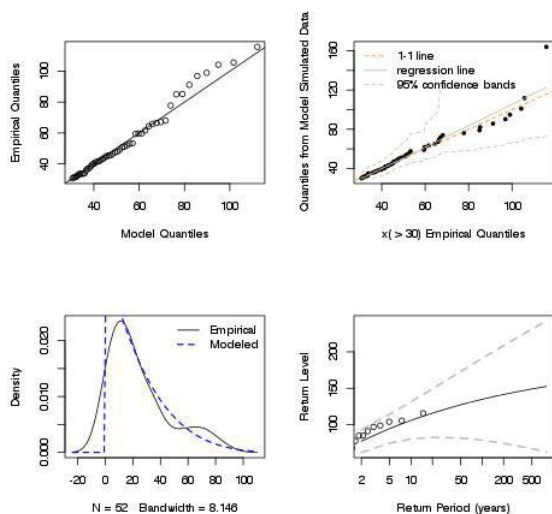 Empirical Quantiles
100
80
60
40
40
60
80
100
Model Quantiles
Quantiles from Model Simulated Data
160
120
80
40
1-1 line
regression line
95% confidence bands
40
60
80
100
x( > 30) Empirical Quantiles
Density
0.020
0.010
0.000
Empirical
Modeled
-20
0
20
40
60
80
100
N = 52 Bandwidth = 8.146
Return Level
200
150
100
2
5
10
50
200
500
Return Period (years)